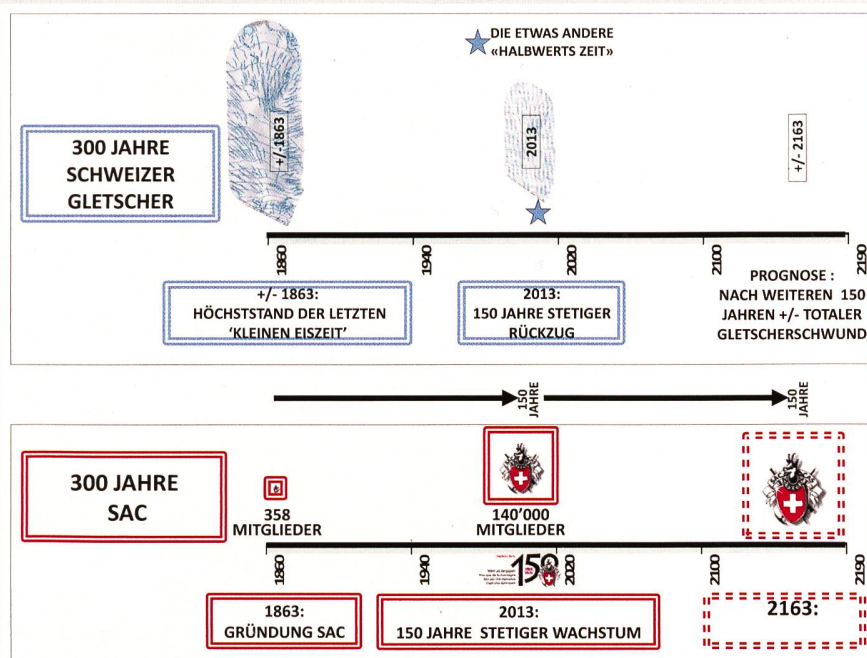 DIE ETWAS ANDERE
«HALBWERTS ZEIT»
300 JAHRE
SCHWEIZER
GLETSCHER
+/-1863
2013
+/- 2163
1860
1940
2020
2100
2190
+/- 1863:
HÖCHSTSTAND DER LETZTEN
‘KLEINEN EISZEIT’
2013:
150 JAHRE STETIGER
RÜCKZUG
PROGNOSE :
NACH WEITEREN 150
JAHREN +/- TOTALER
GLETSCHERSCHWUND
150
JAHRE
150
JAHRE
300 JAHRE
SAC
358
MITGLIEDER
140’000
MITGLIEDER
1860
1940
150
2020
2100
2190
1863:
GRÜNDUNG SAC
2013:
150 JAHRE STETIGER WACHSTUM
2163: